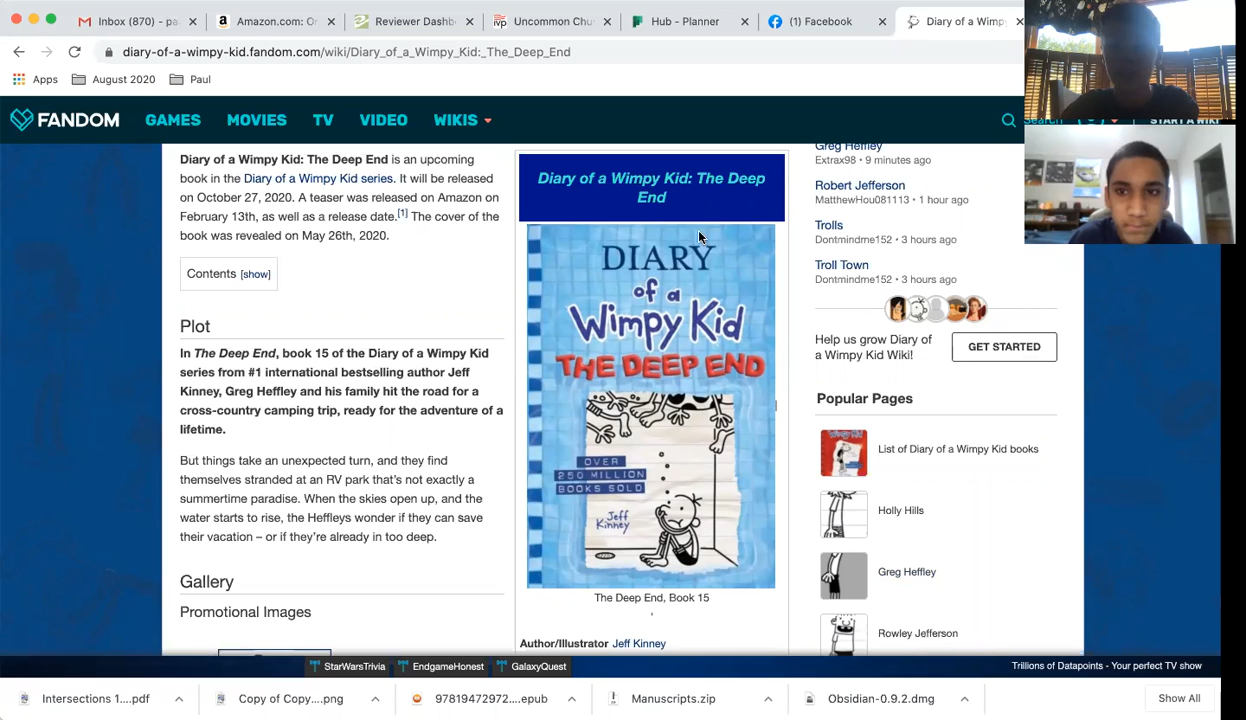 Inbox (870) - pa
Amazon.com: Or
Reviewer Dashb
Uncommon Chu
Hub - Planner
(1) Facebook
Diary of a Wimp
diary-of-a-wimpy-kid.fandom.com/wiki/Diary_of_a_Wimpy_Kid:_The_Deep_End
Apps
August 2020
Paul
FANDOM
GAMES
MOVIES
TV
VIDEO
WIKIS
Search
START A WIKI
Diary of a Wimpy Kid: The Deep End is an upcoming
book in the Diary of a Wimpy Kid series. It will be released
on October 27, 2020. A teaser was released on Amazon on
February 13th, as well as a release date.[1] The cover of the
book was revealed on May 26th, 2020.
Contents [show]
Plot
In The Deep End, book 15 of the Diary of a Wimpy Kid
series from #1 international bestselling author Jeff
Kinney, Greg Heffley and his family hit the road for a
cross-country camping trip, ready for the adventure of a
lifetime.
But things take an unexpected turn, and they find
themselves stranded at an RV park that's not exactly a
summertime paradise. When the skies open up, and the
water starts to rise, the Heffleys wonder if they can save
their vacation – or if they're already in too deep.
Gallery
Promotional Images
Diary of a Wimpy Kid: The Deep
End
DIARY
of a
Wimpy Kid
THE DEEP END
OVER
250 MILLION
BOOKS SOLD
Jeff
Kinney
The Deep End, Book 15
Author/Illustrator Jeff Kinney
Greg Heffley
Extrax98 • 9 minutes ago
Robert Jefferson
MatthewHou081113 • 1 hour ago
Trolls
Dontmindme152 • 3 hours ago
Troll Town
Dontmindme152 • 3 hours ago
Help us grow Diary of
a Wimpy Kid Wiki!
GET STARTED
Popular Pages
List of Diary of a Wimpy Kid books
Holly Hills
Greg Heffley
Rowley Jefferson
StarWarsTrivia
EndgameHonest
GalaxyQuest
Trillions of Datapoints - Your perfect TV show
Intersections 1....pdf
Copy of Copy....png
97819472972....epub
Manuscripts.zip
Obsidian-0.9.2.dmg
Show All